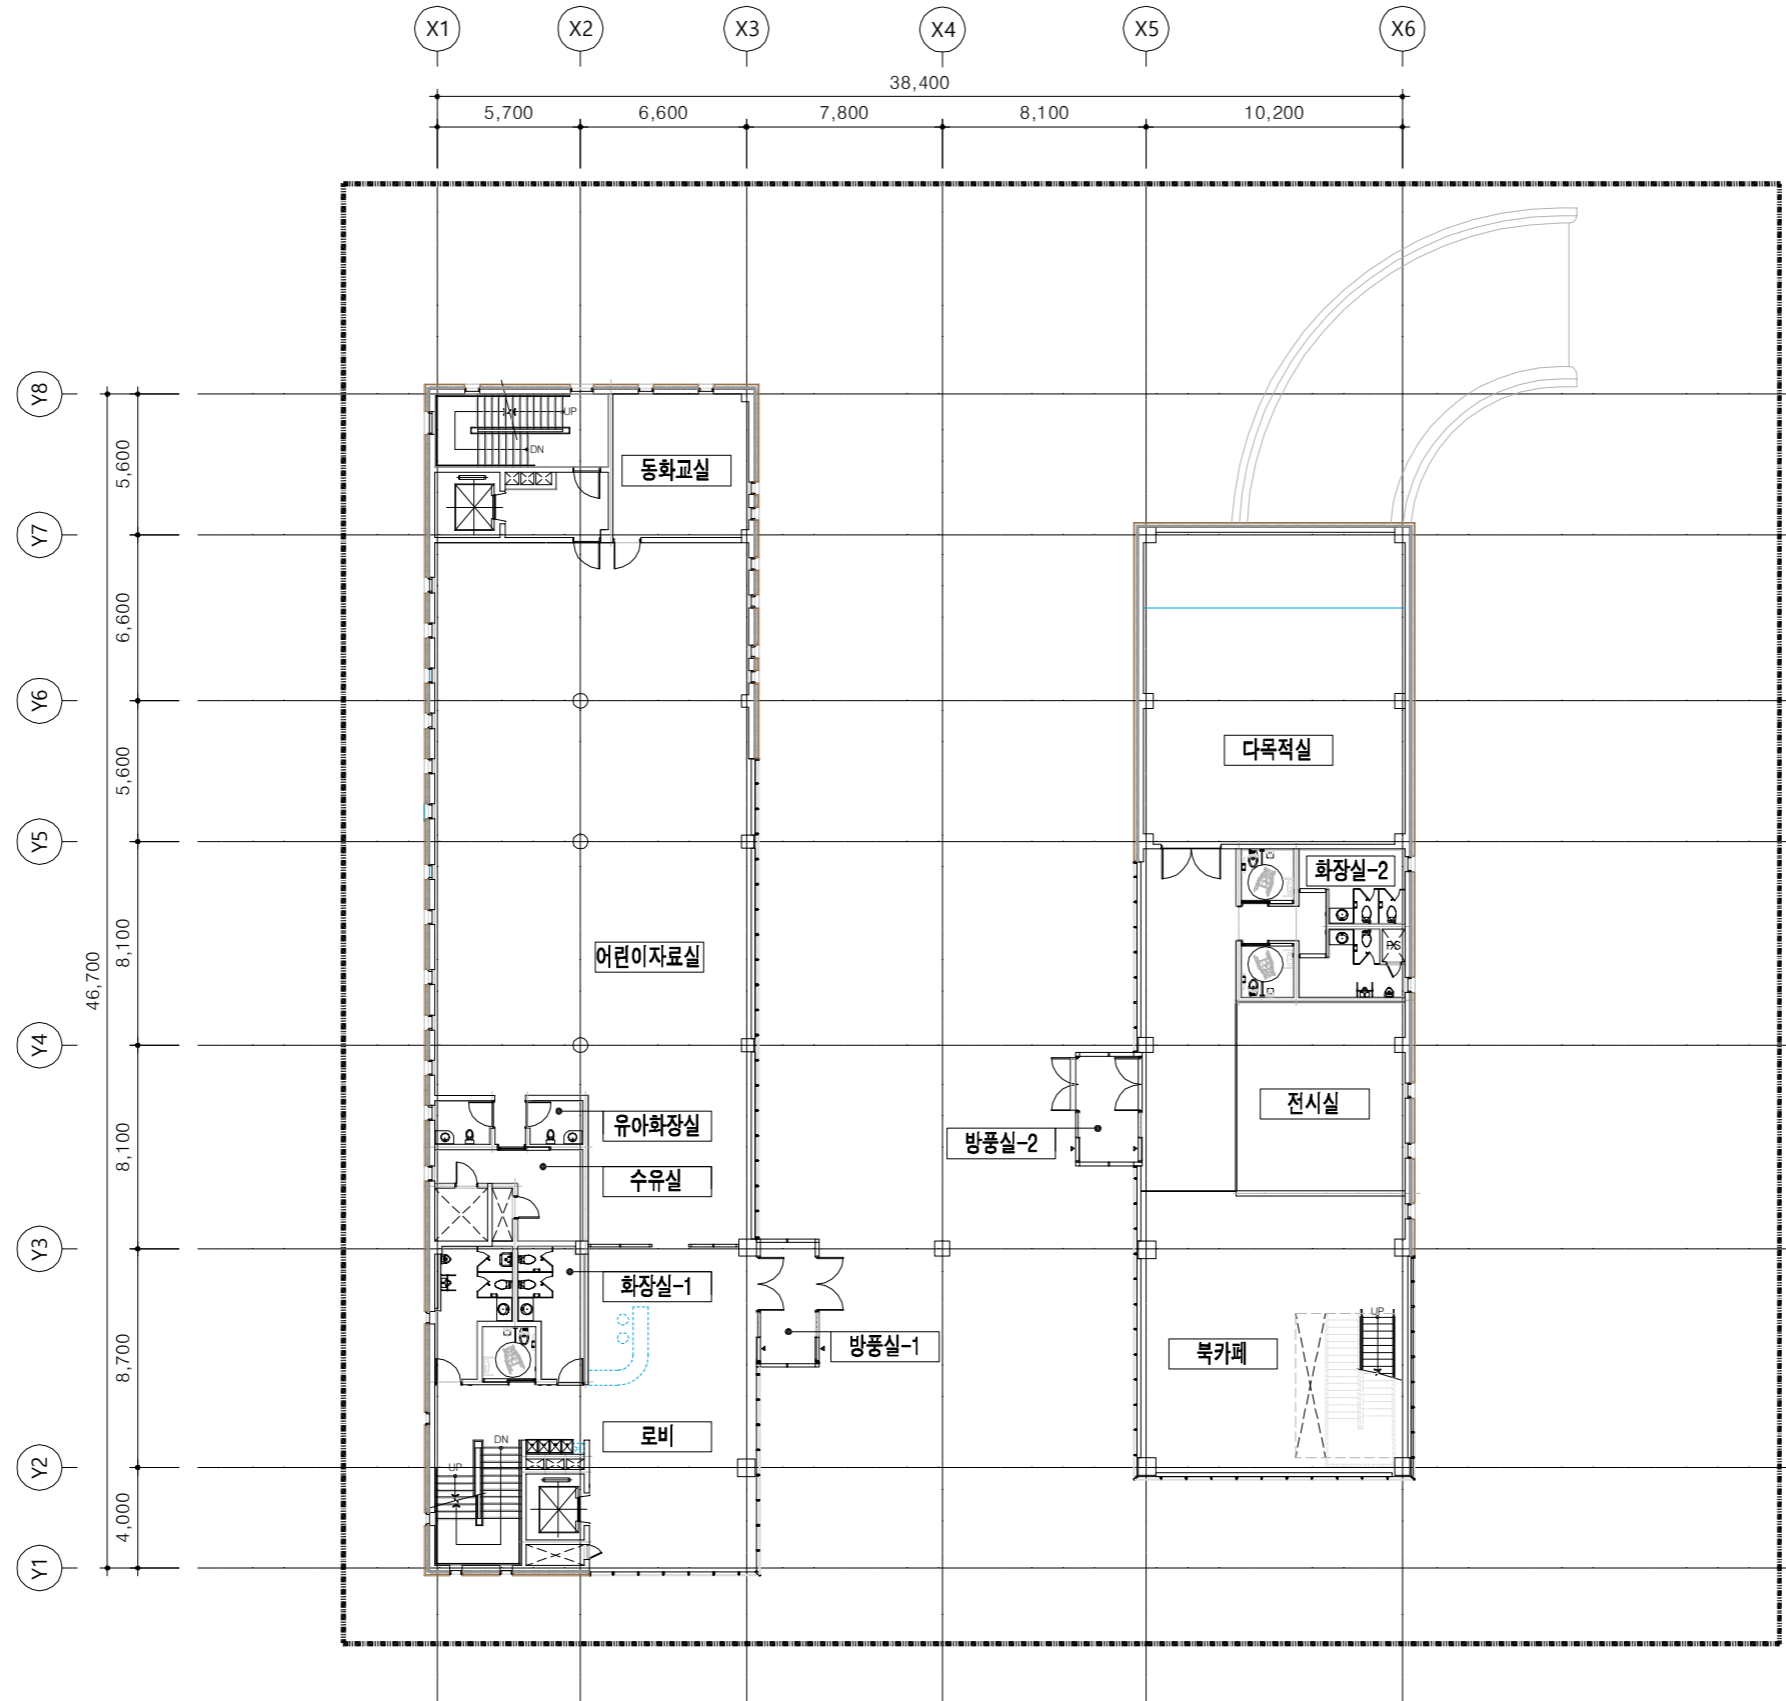 X1 X2 X3 X4 X5 X6
38,400
5,700 6,600 7,800 8,100 10,200
Y8
5,600
UP
DN
동화교실
Y7
6,600
Y6
5,600
다목적실
Y5
화장실-2
8,100
어린이자료실
PS
46,700
Y4
8,100
전시실
유아화장실
방풍실-2
수유실
Y3
화장실-1
UP
8,700
방풍실-1
북카페
로비
DN
UP
Y2
4,000
Y1